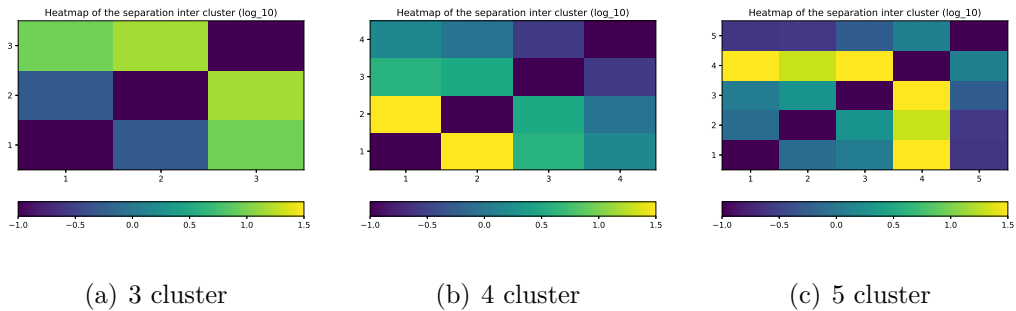 Heatmap of the separation inter cluster (log_10)
3
2
1
1 2 3
−1.0 −0.5 0.0 0.5 1.0 1.5
(a) 3 cluster
Heatmap of the separation inter cluster (log_10)
4
3
2
1
1 2 3 4
−1.0 −0.5 0.0 0.5 1.0 1.5
(b) 4 cluster
Heatmap of the separation inter cluster (log_10)
5
4
3
2
1
1 2 3 4 5
−1.0 −0.5 0.0 0.5 1.0 1.5
(c) 5 cluster